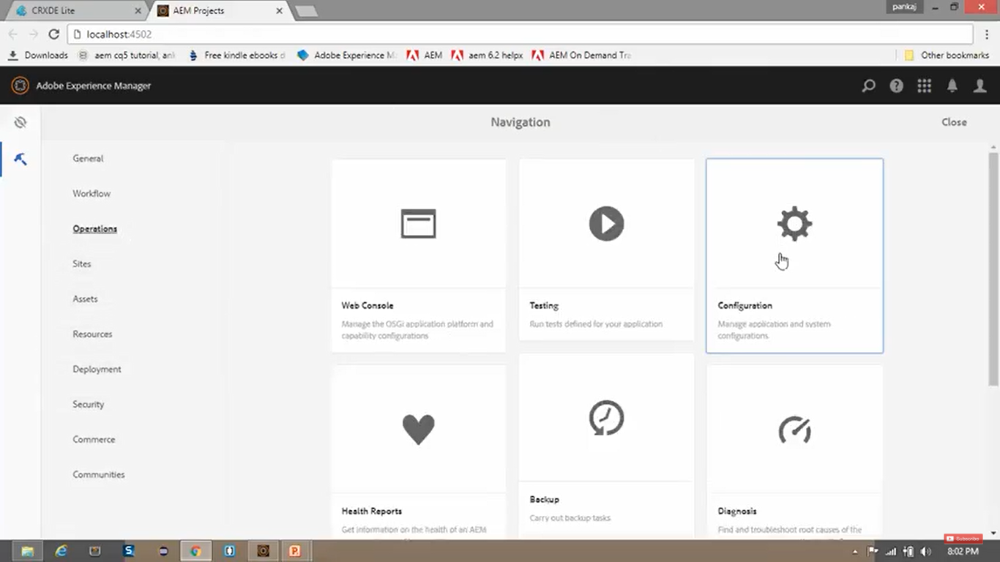 CRXDE Lite
AEM Projects
pankaj
localhost:4502
Downloads
aem cq5 tutorial, an
Free kindle ebooks
Adobe Experience M
AEM
aem 6.2 helpx
AEM On Demand Tra
Other bookmarks
Adobe Experience Manager
Navigation
Close
General
Workflow
Operations
Sites
Assets
Resources
Deployment
Security
Commerce
Communities
Web Console
Manage the OSGi application platform and
capability configurations
Testing
Run tests defined for your application
Configuration
Manage application and system
configurations.
Health Reports
Get information on the health of an AEM
Backup
Carry out backup tasks
Diagnosis
Find and troubleshoot root causes of the
Subscribe
8:02 PM